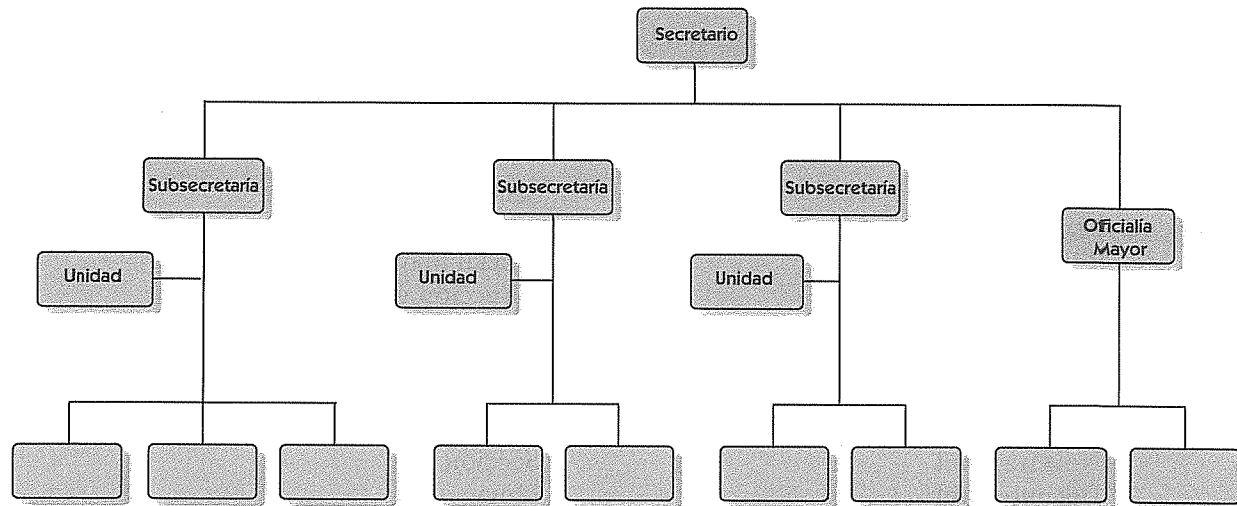 Secretario
Subsecretaría
Subsecretaría
Subsecretaría
Oficialía
Mayor
Unidad
Unidad
Unidad